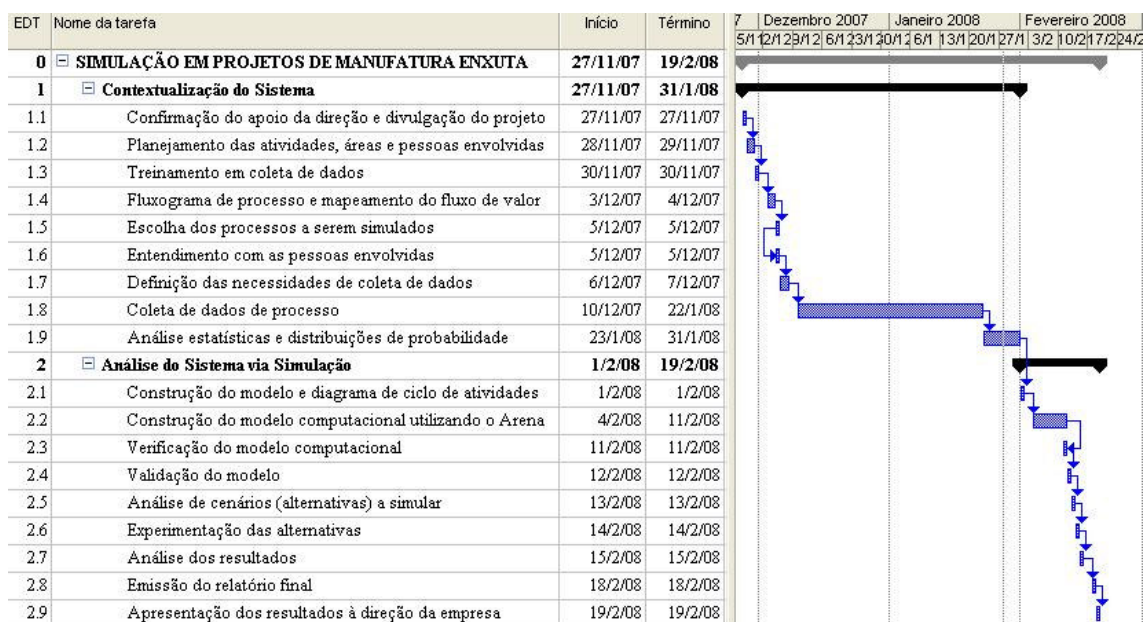 EDT Nome da tarefa Início Término 7 Dezembro 2007 Janeiro 2008 Fevereiro 2008
0 SIMULAÇÃO EM PROJETOS DE MANUFATURA ENXUTA 27/11/07 19/2/08
1 Contextualização do Sistema 27/11/07 31/1/08
1.1 Confirmação do apoio da direção e divulgação do projeto 27/11/07 27/11/07
1.2 Planejamento das atividades, áreas e pessoas envolvidas 28/11/07 29/11/07
1.3 Treinamento em coleta de dados 30/11/07 30/11/07
1.4 Fluxograma de processo e mapeamento do fluxo de valor 3/12/07 4/12/07
1.5 Escolha dos processos a serem simulados 5/12/07 5/12/07
1.6 Entendimento com as pessoas envolvidas 5/12/07 5/12/07
1.7 Definição das necessidades de coleta de dados 6/12/07 7/12/07
1.8 Coleta de dados de processo 10/12/07 22/1/08
1.9 Análise estatísticas e distribuições de probabilidade 23/1/08 31/1/08
2 Análise do Sistema via Simulação 1/2/08 19/2/08
2.1 Construção do modelo e diagrama de ciclo de atividades 1/2/08 1/2/08
2.2 Construção do modelo computacional utilizando o Arena 4/2/08 11/2/08
2.3 Verificação do modelo computacional 11/2/08 11/2/08
2.4 Validação do modelo 12/2/08 12/2/08
2.5 Análise de cenários (alternativas) a simular 13/2/08 13/2/08
2.6 Experimentação das alternativas 14/2/08 14/2/08
2.7 Análise dos resultados 15/2/08 15/2/08
2.8 Emissão do relatório final 18/2/08 18/2/08
2.9 Apresentação dos resultados à direção da empresa 19/2/08 19/2/08